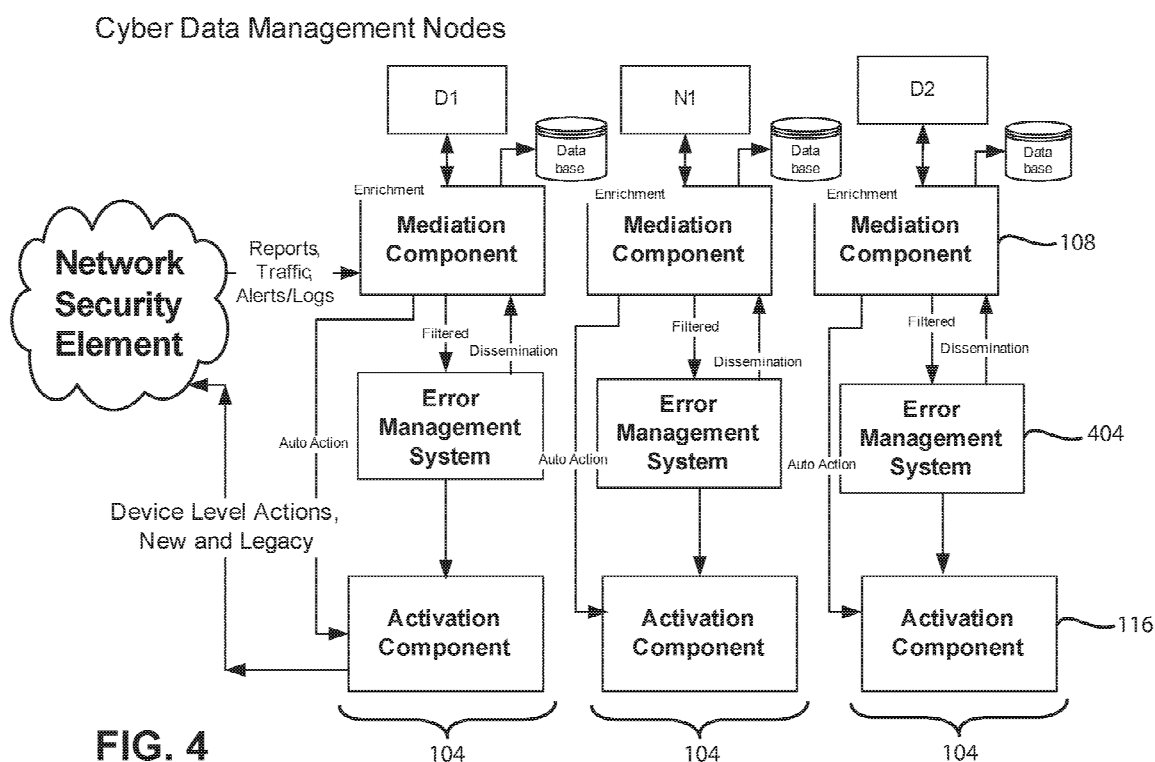 Cyber Data Management Nodes
D1
N1
D2
Data
base
Data
base
Data
base
Enrichment
Enrichment
Enrichment
Mediation
Component
Mediation
Component
Mediation
Component
108
Network
Security
Element
Reports,
Traffic,
Alerts/Logs
Filtered
Dissemination
Filtered
Dissemination
Filtered
Dissemination
Error
Management
System
Error
Management
System
Error
Management
System
404
Auto Action
Auto Action
Auto Action
Device Level Actions,
New and Legacy
Activation
Component
Activation
Component
Activation
Component
116
104
104
104
FIG. 4